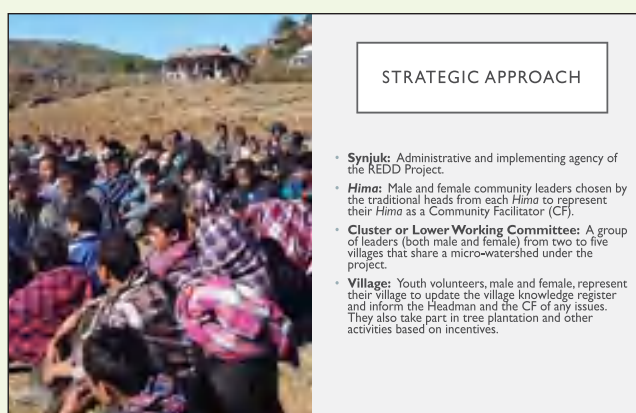 STRATEGIC APPROACH
• Synjuk: Administrative and implementing agency of
the REDD Project.
• Hima: Male and female community leaders chosen by
the traditional heads from each Hima to represent
their Hima as a Community Facilitator (CF).
• Cluster or Lower Working Committee: A group
of leaders (both male and female) from two to five
villages that share a micro-watershed under the
project.
• Village: Youth volunteers, male and female, represent
their village to update the village knowledge register
and inform the Headman and the CF of any issues.
They also take part in tree plantation and other
activities based on incentives.